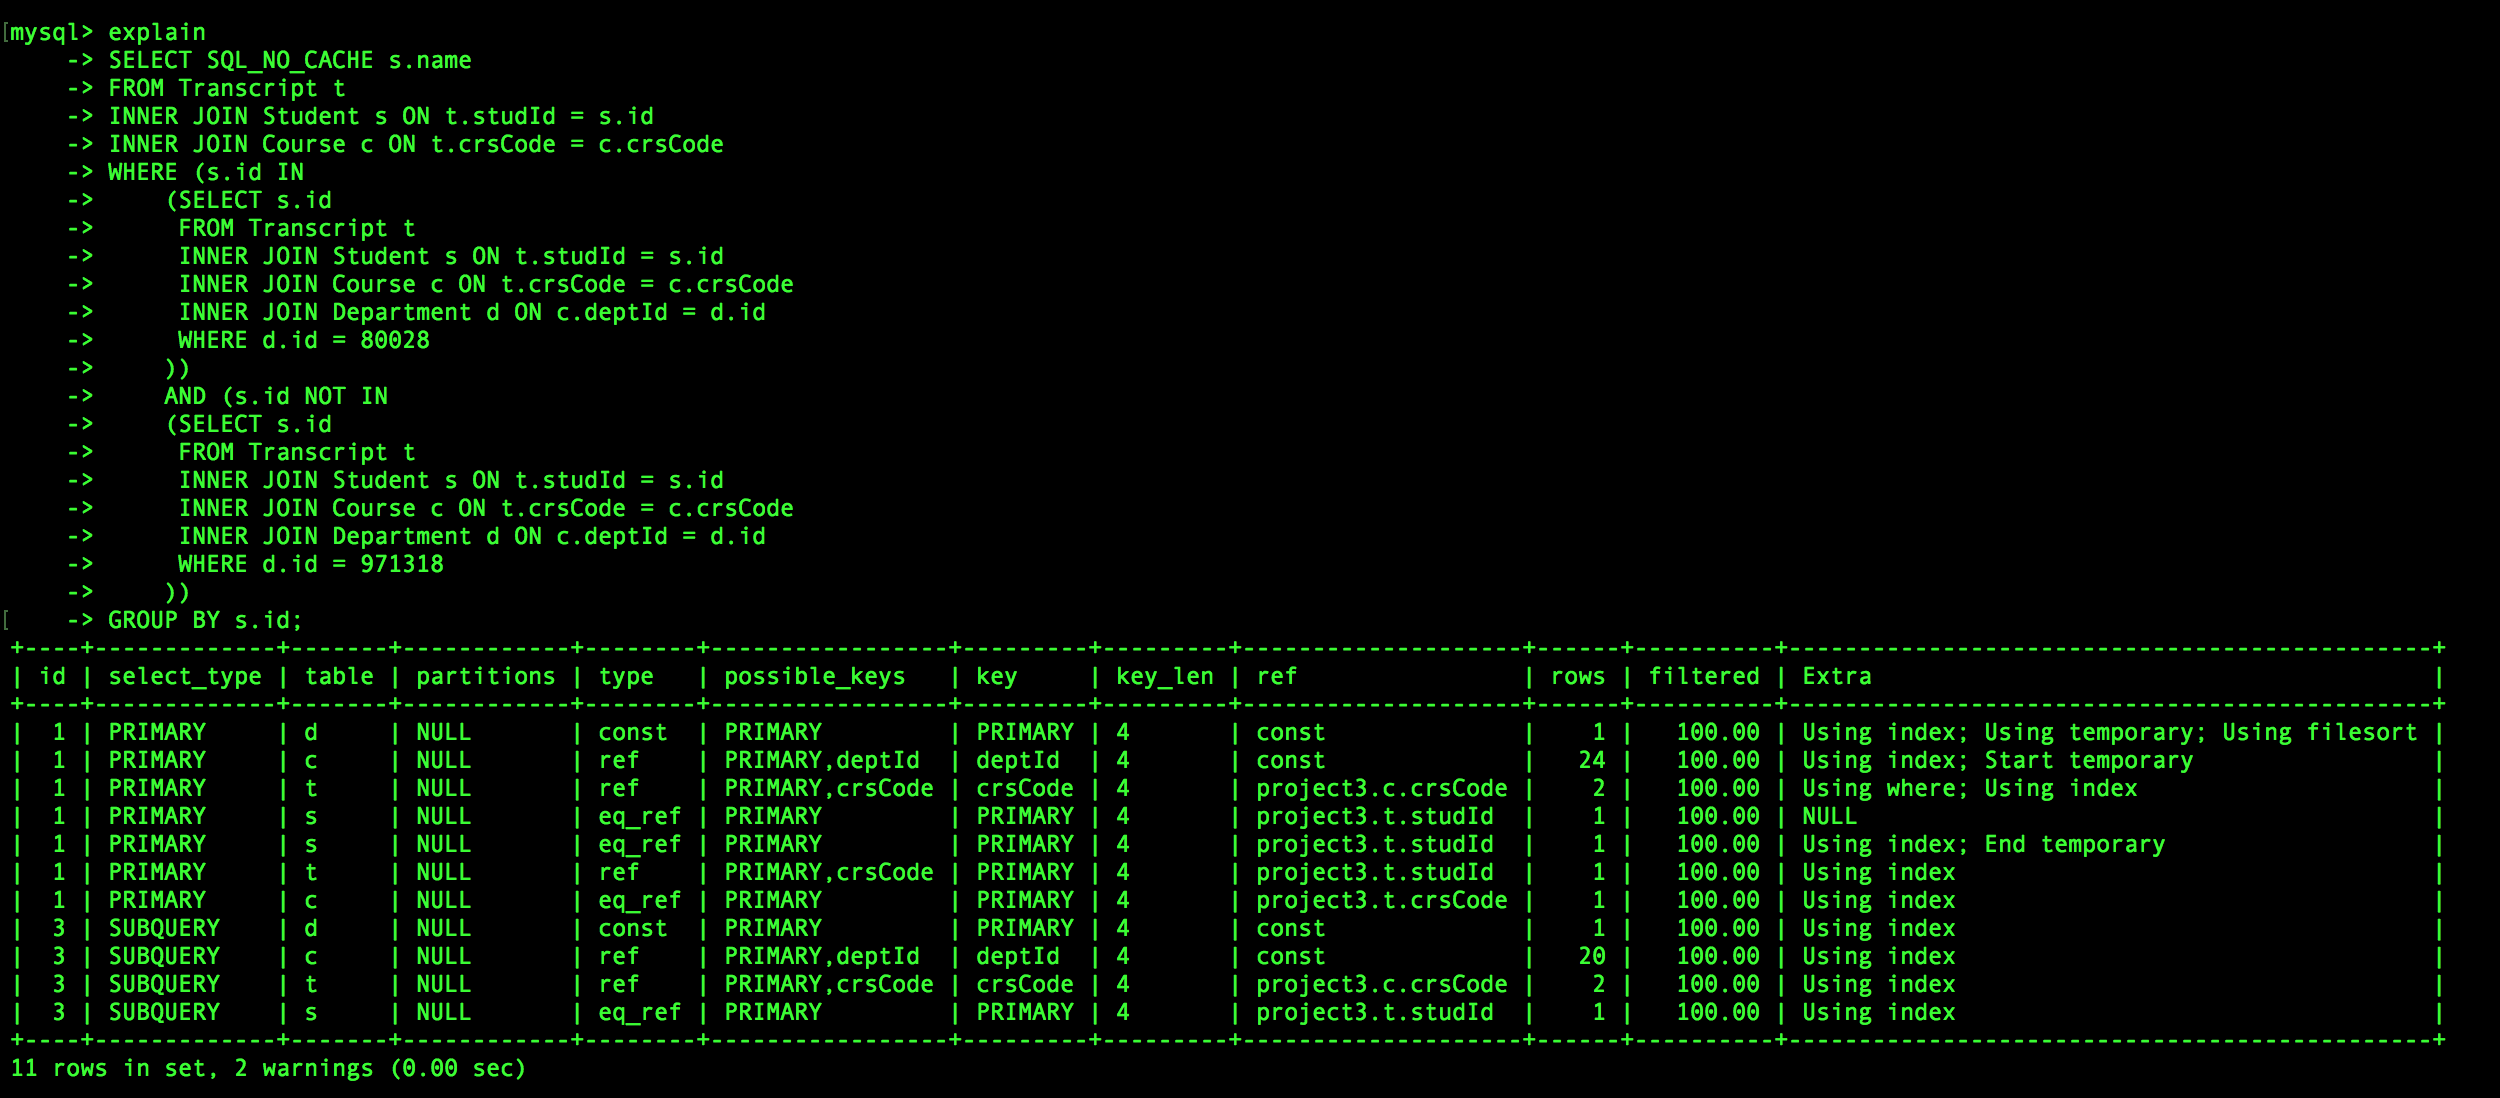 [mysql> explain
    -> SELECT SQL_NO_CACHE s.name
    -> FROM Transcript t
    -> INNER JOIN Student s ON t.studId = s.id
    -> INNER JOIN Course c ON t.crsCode = c.crsCode
    -> WHERE (s.id IN
    ->     (SELECT s.id
    ->      FROM Transcript t
    ->      INNER JOIN Student s ON t.studId = s.id
    ->      INNER JOIN Course c ON t.crsCode = c.crsCode
    ->      INNER JOIN Department d ON c.deptId = d.id
    ->      WHERE d.id = 80028
    ->     ))
    ->     AND (s.id NOT IN
    ->     (SELECT s.id
    ->      FROM Transcript t
    ->      INNER JOIN Student s ON t.studId = s.id
    ->      INNER JOIN Course c ON t.crsCode = c.crsCode
    ->      INNER JOIN Department d ON c.deptId = d.id
    ->      WHERE d.id = 971318
    ->     ))
[    -> GROUP BY s.id;
+----+-------------+-------+------------+--------+-----------------+---------+---------+--------------------+------+----------+---------------------------------------------+
| id | select_type | table | partitions | type   | possible_keys   | key     | key_len | ref                | rows | filtered | Extra                                       |
+----+-------------+-------+------------+--------+-----------------+---------+---------+--------------------+------+----------+---------------------------------------------+
|  1 | PRIMARY     | d     | NULL       | const  | PRIMARY         | PRIMARY | 4       | const              |    1 |   100.00 | Using index; Using temporary; Using filesort |
|  1 | PRIMARY     | c     | NULL       | ref    | PRIMARY,deptId  | deptId  | 4       | const              |   24 |   100.00 | Using index; Start temporary                |
|  1 | PRIMARY     | t     | NULL       | ref    | PRIMARY,crsCode | crsCode | 4       | project3.c.crsCode |    2 |   100.00 | Using where; Using index                    |
|  1 | PRIMARY     | s     | NULL       | eq_ref | PRIMARY         | PRIMARY | 4       | project3.t.studId  |    1 |   100.00 | NULL                                        |
|  1 | PRIMARY     | s     | NULL       | eq_ref | PRIMARY         | PRIMARY | 4       | project3.t.studId  |    1 |   100.00 | Using index; End temporary                  |
|  1 | PRIMARY     | t     | NULL       | ref    | PRIMARY,crsCode | PRIMARY | 4       | project3.t.studId  |    1 |   100.00 | Using index                                 |
|  1 | PRIMARY     | c     | NULL       | eq_ref | PRIMARY         | PRIMARY | 4       | project3.t.crsCode |    1 |   100.00 | Using index                                 |
|  3 | SUBQUERY    | d     | NULL       | const  | PRIMARY         | PRIMARY | 4       | const              |    1 |   100.00 | Using index                                 |
|  3 | SUBQUERY    | c     | NULL       | ref    | PRIMARY,deptId  | deptId  | 4       | const              |   20 |   100.00 | Using index                                 |
|  3 | SUBQUERY    | t     | NULL       | ref    | PRIMARY,crsCode | crsCode | 4       | project3.c.crsCode |    2 |   100.00 | Using index                                 |
|  3 | SUBQUERY    | s     | NULL       | eq_ref | PRIMARY         | PRIMARY | 4       | project3.t.studId  |    1 |   100.00 | Using index                                 |
+----+-------------+-------+------------+--------+-----------------+---------+---------+--------------------+------+----------+---------------------------------------------+
11 rows in set, 2 warnings (0.00 sec)